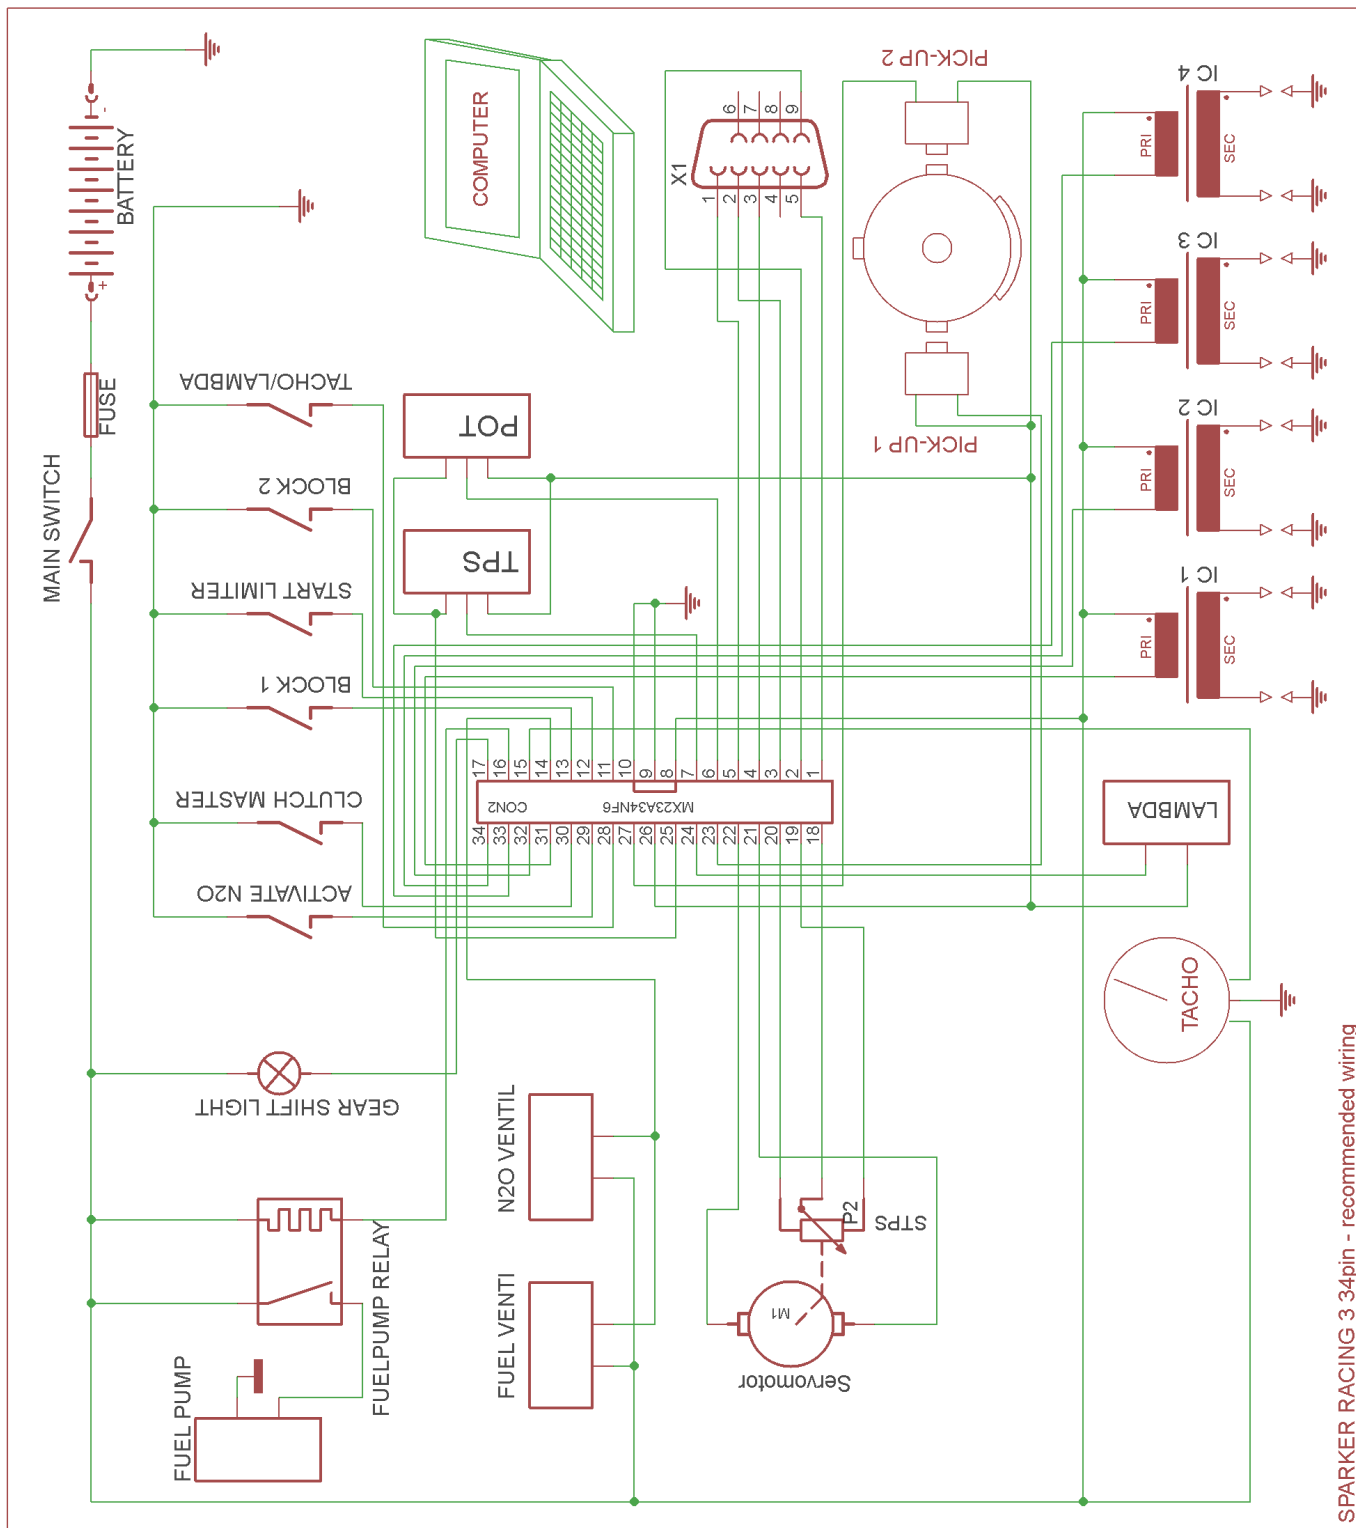 PICK-UP 2
IC 4
-
BATTERY
+
COMPUTER
X1
6
7
8
9
1
2
3
4
5
PRI
SEC
IC 3
PRI
SEC
FUSE
TACHO/LAMBDA
POT
PICK-UP 1
IC 2
PRI
SEC
MAIN SWITCH
BLOCK 2
TPS
START LIMITER
IC 1
PRI
SEC
BLOCK 1
17
16
15
14
13
12
11
10
9
8
7
6
5
4
3
2
1
CON2
MX23A34NF6
34
33
32
31
30
29
28
27
26
25
24
23
22
21
20
19
18
CLUTCH MASTER
LAMBDA
ACTIVATE N2O
TACHO
GEAR SHIFT LIGHT
N2O VENTIL
P2
STPS
FUELPUMP RELAY
FUEL VENTI
M1
Servomotor
FUEL PUMP
SPARKER RACING 3 34pin - recommended wiring